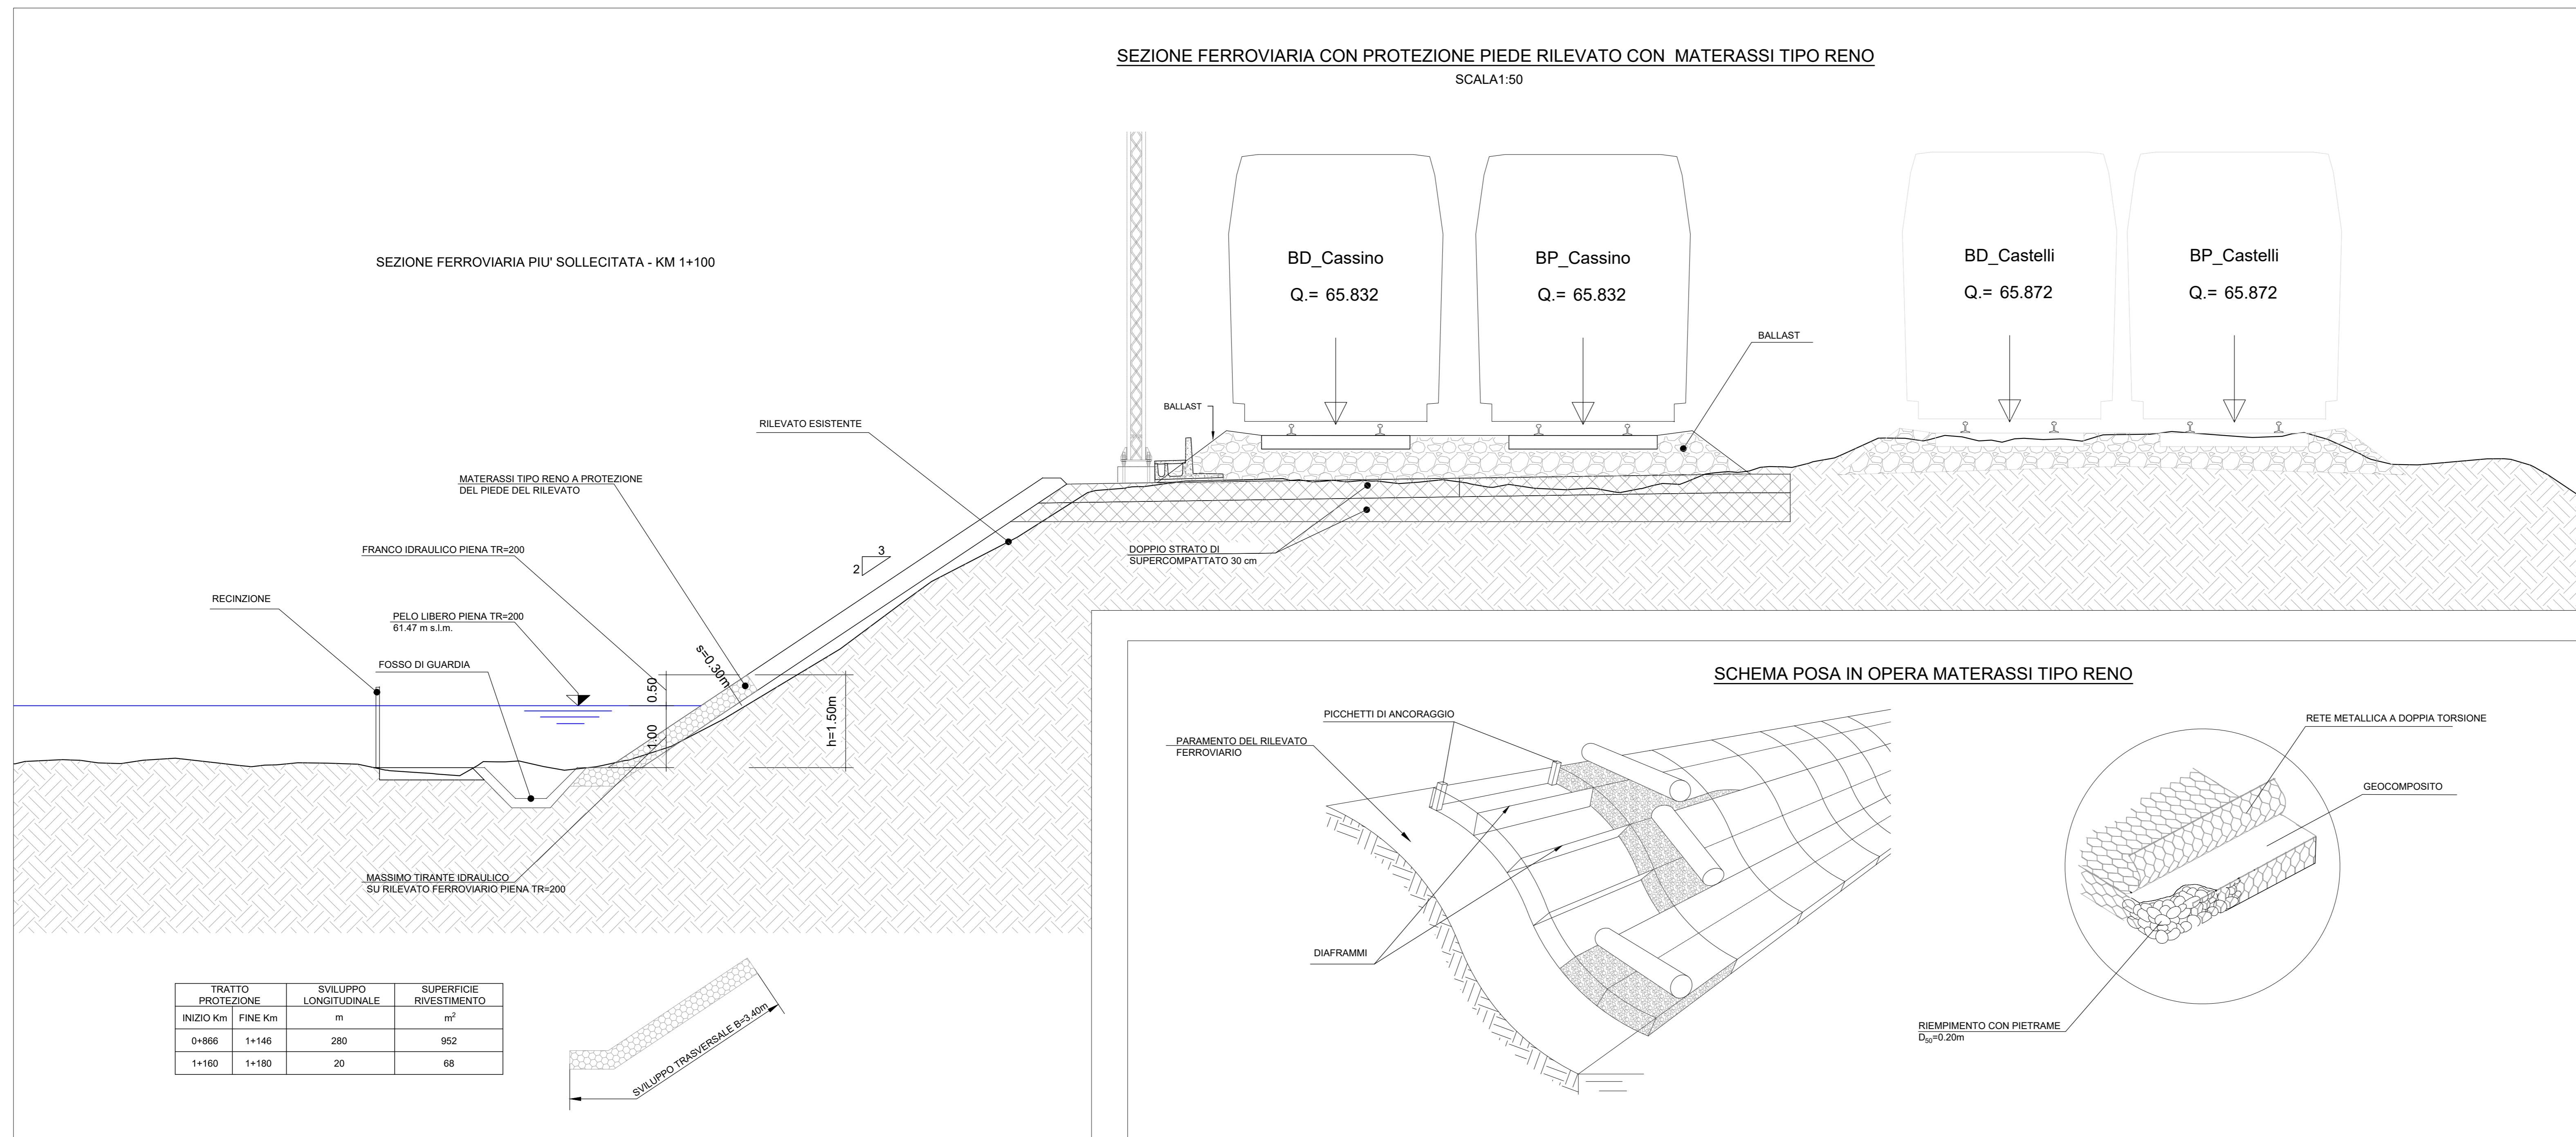 SEZIONE FERROVIARIA CON PROTEZIONE PIEDE RILEVATO CON MATERASSI TIPO RENO
SCALA1:50
SEZIONE FERROVIARIA PIU' SOLLECITATA - KM 1+100
BD_Cassino
Q.= 65.832
BP_Cassino
Q.= 65.832
BD_Castelli
Q.= 65.872
BP_Castelli
Q.= 65.872
BALLAST
BALLAST
RILEVATO ESISTENTE
MATERASSI TIPO RENO A PROTEZIONE
DEL PIEDE DEL RILEVATO
FRANCO IDRAULICO PIENA TR=200
3
2
DOPPIO STRATO DI
SUPERCOMPATTATO 30 cm
RECINZIONE
PELO LIBERO PIENA TR=200
61.47 m s.l.m.
FOSSO DI GUARDIA
s=0.30m
0.50
1.00
h=1.50m
MASSIMO TIRANTE IDRAULICO
SU RILEVATO FERROVIARIO PIENA TR=200
TRATTO PROTEZIONE | SVILUPPO LONGITUDINALE | SUPERFICIE RIVESTIMENTO
INIZIO Km | FINE Km | m | m²
0+866 | 1+146 | 280 | 952
1+160 | 1+180 | 20 | 68
SVILUPPO TRASVERSALE B=3.40m
SCHEMA POSA IN OPERA MATERASSI TIPO RENO
PICCHETTI DI ANCORAGGIO
PARAMENTO DEL RILEVATO
FERROVIARIO
DIAFRAMMI
RETE METALLICA A DOPPIA TORSIONE
GEOCOMPOSITO
RIEMPIMENTO CON PIETRAME
D50=0.20m